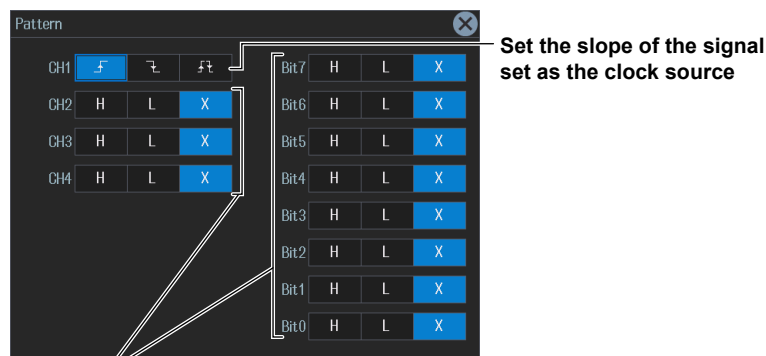 Pattern
CH1
CH2 H L X
CH3 H L X
CH4 H L X
Bit7 H L X
Bit6 H L X
Bit5 H L X
Bit4 H L X
Bit3 H L X
Bit2 H L X
Bit1 H L X
Bit0 H L X
Set the slope of the signal
set as the clock source